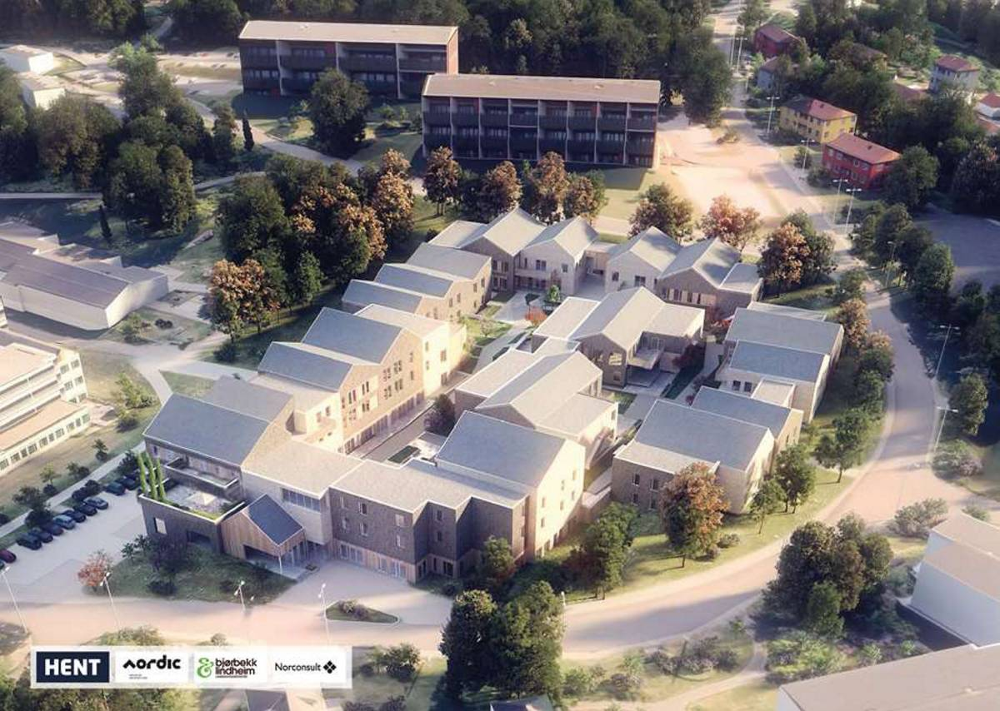 HENT
nordic
bjørbekk
& lindheim
Norconsult